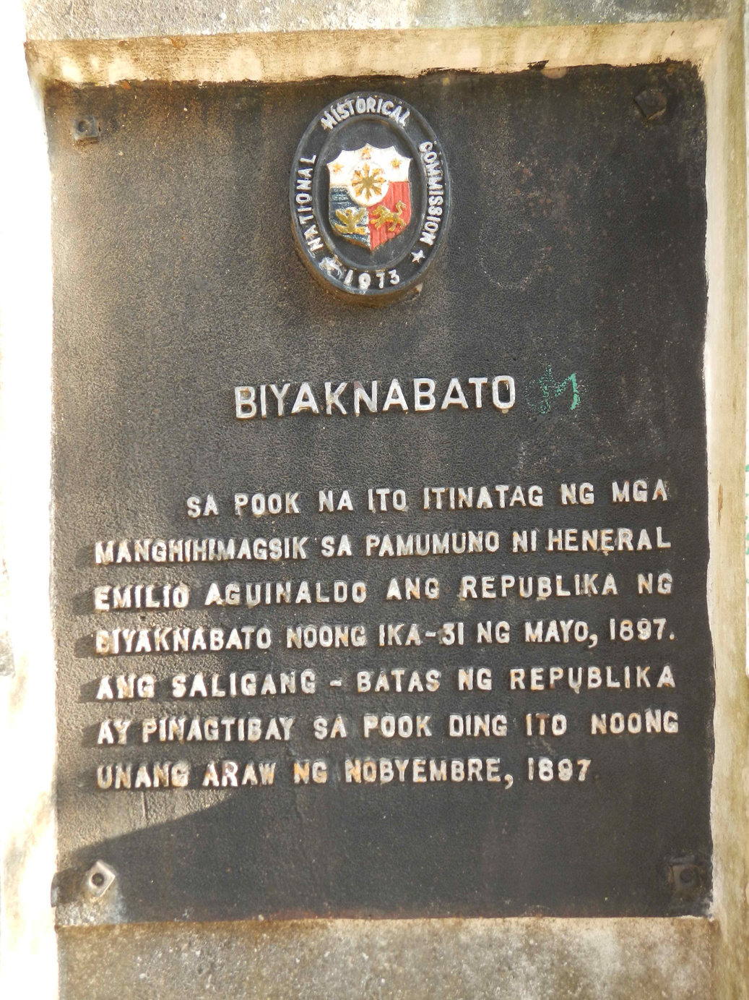 NATIONAL HISTORICAL COMMISSION
1973
BIYAKNABATO
SA POOK NA ITO ITINATAG NG MGA
MANGHIHIMAGSIK SA PAMUMUNO NI HENERAL
EMILIO AGUINALDO ANG REPUBLIKA NG
BIYAKNABATO NOONG IKA-31 NG MAYO, 1897.
ANG SALIGANG-BATAS NG REPUBLIKA
AY PINAGTIBAY SA POOK DING ITO NOONG
UNANG ARAW NG NOBYEMBRE, 1897